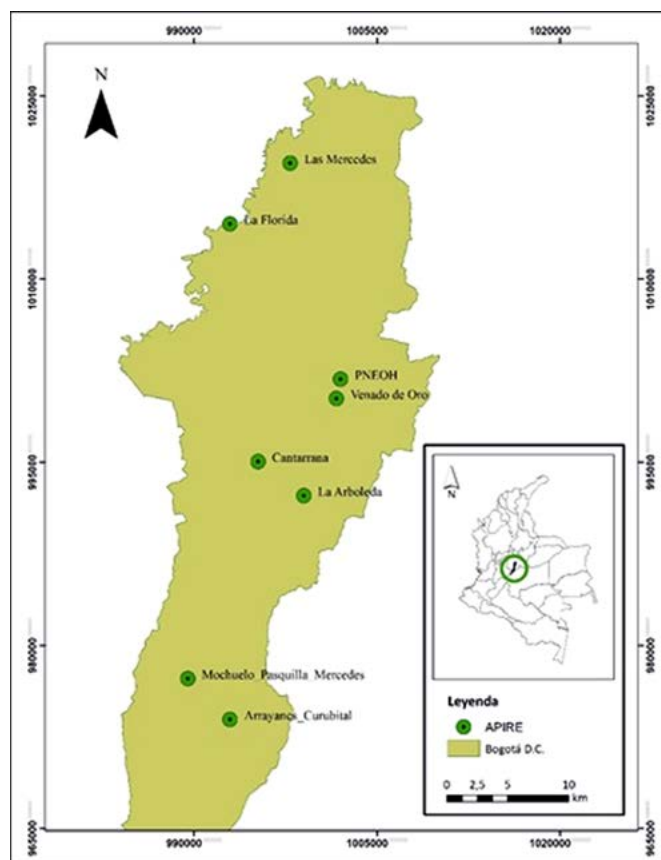 990000 1005000 1020000
N
1025000 1025000
Las Mercedes
La Florida
1010000 1010000
PNEOH
Venado de Oro
995000 995000
Cantarrana
La Arboleda
N
980000 980000
Mochuelo_Pasquilla_Mercedes
Arrayanes_Curubital
Leyenda
APIRE
Bogotá D.C.
0 2,5 5 10
km
965000 965000
990000 1005000 1020000